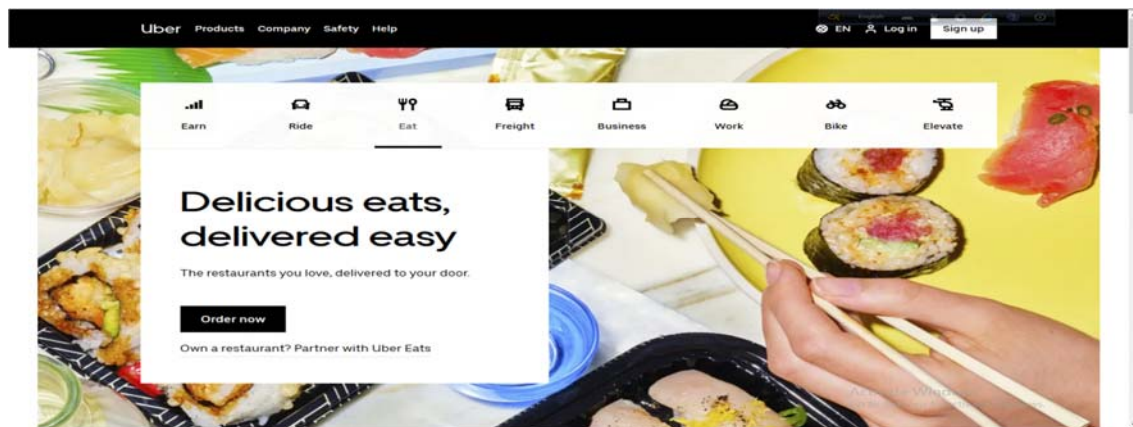 Uber Products Company Safety Help EN Log in Sign up
English
Earn Ride Eat Freight Business Work Bike Elevate
Delicious eats,
delivered easy
The restaurants you love, delivered to your door.
Order now
Own a restaurant? Partner with Uber Eats